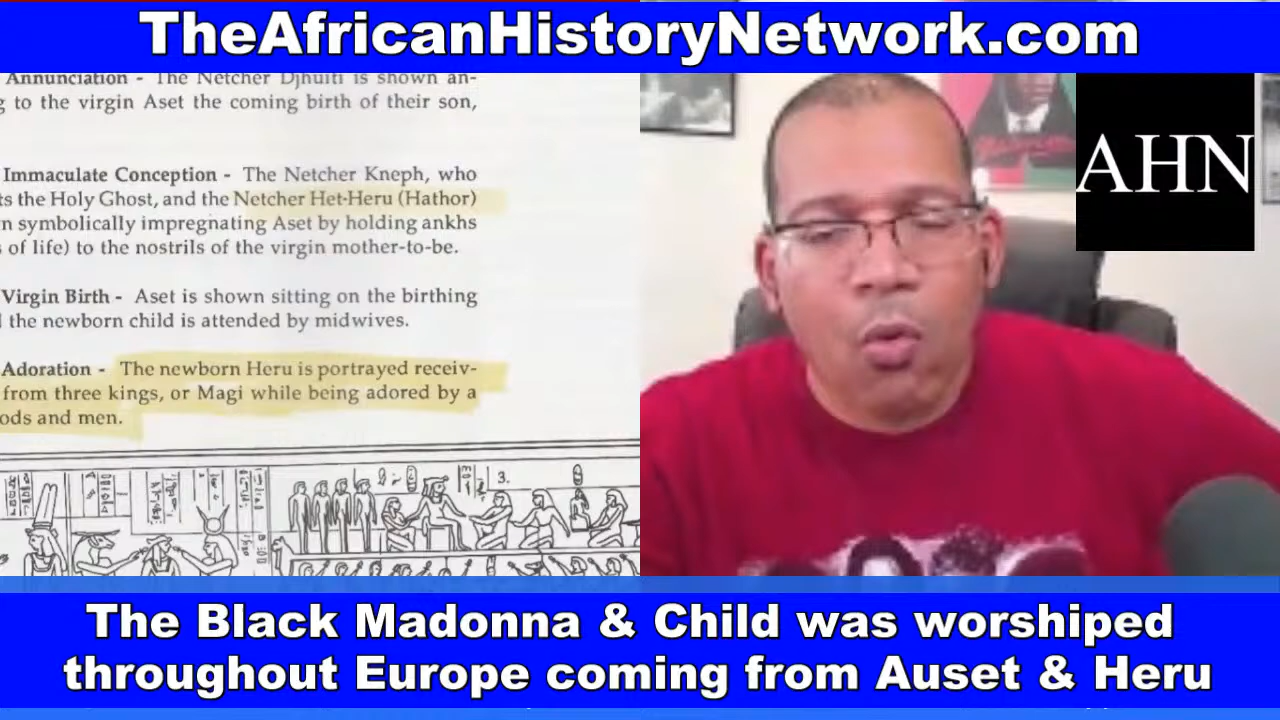 TheAfricanHistoryNetwork.com
Annunciation - The Netcher Djhuiti is shown an-
g to the virgin Aset the coming birth of their son,
Immaculate Conception - The Netcher Kneph, who
ts the Holy Ghost, and the Netcher Het-Heru (Hathor)
n symbolically impregnating Aset by holding ankhs
s of life) to the nostrils of the virgin mother-to-be.
Virgin Birth - Aset is shown sitting on the birthing
d the newborn child is attended by midwives.
Adoration - The newborn Heru is portrayed receiv-
from three kings, or Magi while being adored by a
ods and men.
3.
AHN
The Black Madonna & Child was worshiped
throughout Europe coming from Auset & Heru